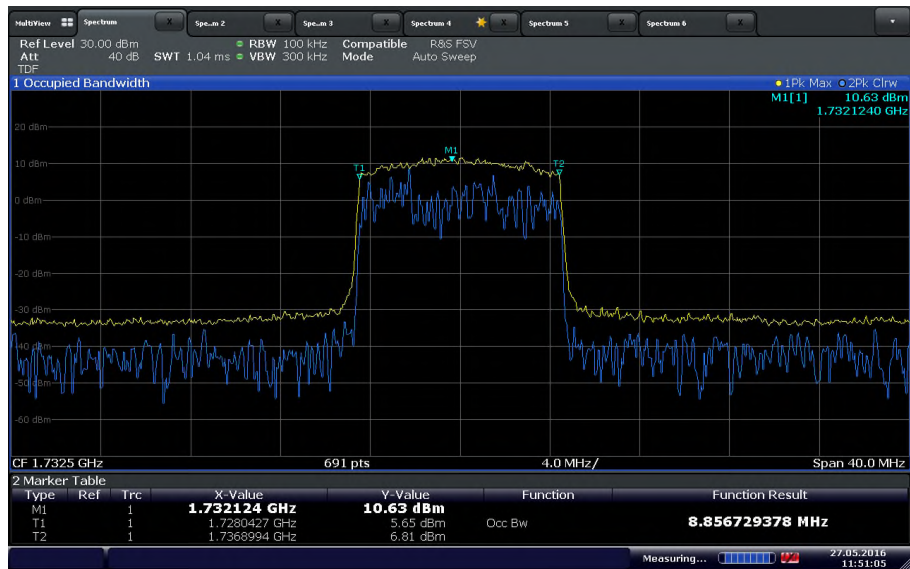 MultiView Spectrum X Spe...m 2 X Spe...m 3 X Spectrum 4 X Spectrum 5 X Spectrum 6 X
Ref Level 30.00 dBm RBW 100 kHz Compatible R&S FSV
Att 40 dB SWT 1.04 ms VBW 300 kHz Mode Auto Sweep
TDF
1 Occupied Bandwidth 1Pk Max 2Pk Clrw
M1[1] 10.63 dBm
1.7321240 GHz
20 dBm
M1
10 dBm T1 T2
0 dBm
-10 dBm
-20 dBm
-30 dBm
-40 dBm
-50 dBm
-60 dBm
CF 1.7325 GHz 691 pts 4.0 MHz/ Span 40.0 MHz
2 Marker Table
Type Ref Trc X-Value Y-Value Function Function Result
M1 1 1.732124 GHz 10.63 dBm
T1 1 1.7280427 GHz 5.65 dBm Occ Bw 8.856729378 MHz
T2 1 1.7368994 GHz 6.81 dBm
Measuring... 27.05.2016
11:51:05